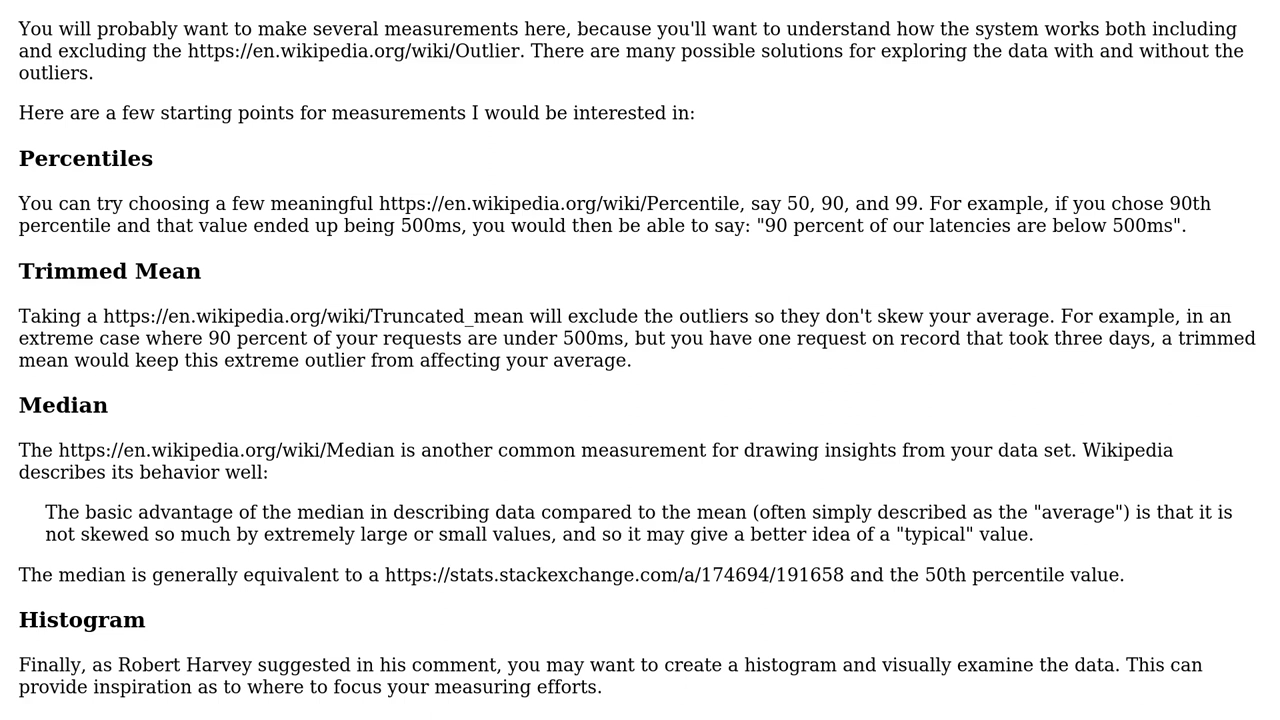 You will probably want to make several measurements here, because you'll want to understand how the system works both including
and excluding the https://en.wikipedia.org/wiki/Outlier. There are many possible solutions for exploring the data with and without the
outliers.
Here are a few starting points for measurements I would be interested in:
Percentiles
You can try choosing a few meaningful https://en.wikipedia.org/wiki/Percentile, say 50, 90, and 99. For example, if you chose 90th
percentile and that value ended up being 500ms, you would then be able to say: "90 percent of our latencies are below 500ms".
Trimmed Mean
Taking a https://en.wikipedia.org/wiki/Truncated_mean will exclude the outliers so they don't skew your average. For example, in an
extreme case where 90 percent of your requests are under 500ms, but you have one request on record that took three days, a trimmed
mean would keep this extreme outlier from affecting your average.
Median
The https://en.wikipedia.org/wiki/Median is another common measurement for drawing insights from your data set. Wikipedia
describes its behavior well:
The basic advantage of the median in describing data compared to the mean (often simply described as the "average") is that it is
not skewed so much by extremely large or small values, and so it may give a better idea of a "typical" value.
The median is generally equivalent to a https://stats.stackexchange.com/a/174694/191658 and the 50th percentile value.
Histogram
Finally, as Robert Harvey suggested in his comment, you may want to create a histogram and visually examine the data. This can
provide inspiration as to where to focus your measuring efforts.